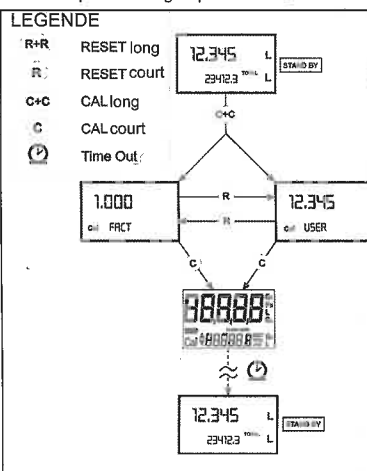 LEGENDE
R+R RESET long
R RESET court
C+C CAL long
C CAL court
Time Out
12.345 L
23412.3 TOTAL L
STAND BY
C+C
1.000
Cal FACT
R
R
12.345
Cal USER
C
C
Cal
12.345 L
23412.3 TOTAL L
STAND BY